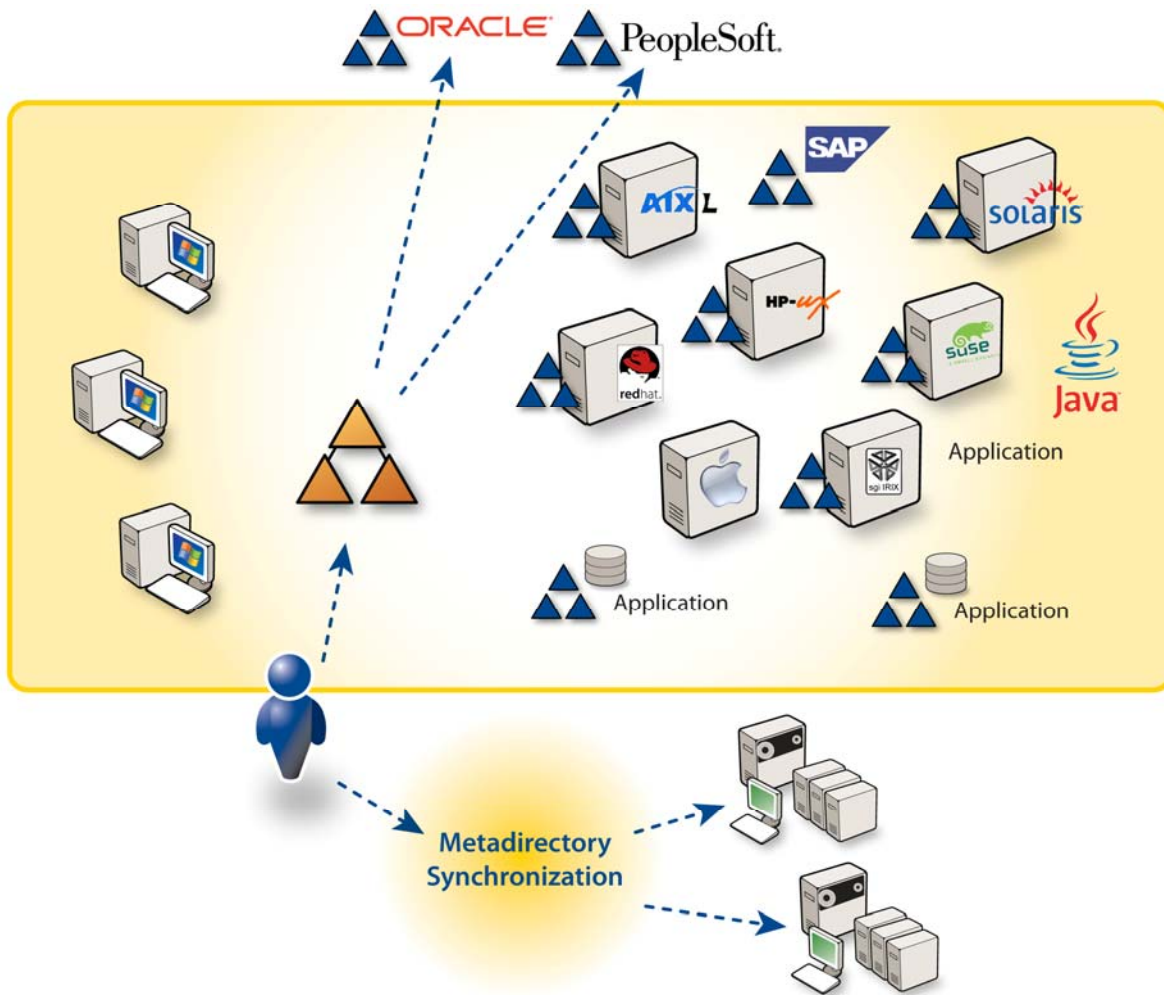 ORACLE®
PeopleSoft®
SAP
AIX L
solaris
HP-ux
redhat.
suse
Java
sgi IRIX
Application
Application
Application
Metadirectory
Synchronization